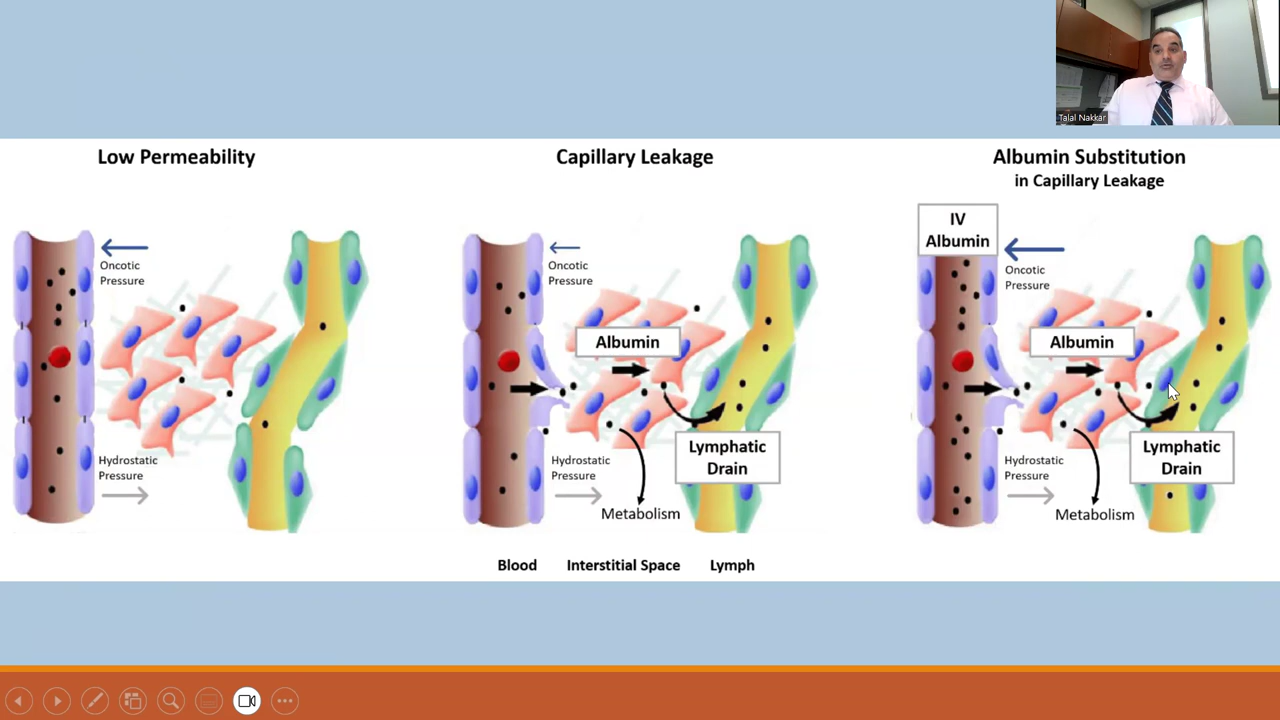 Talal Nakkar
Low Permeability
Oncotic
Pressure
Hydrostatic
Pressure
Capillary Leakage
Oncotic
Pressure
Albumin
Lymphatic
Drain
Hydrostatic
Pressure
Metabolism
Blood
Interstitial Space
Lymph
Albumin Substitution
in Capillary Leakage
IV
Albumin
Oncotic
Pressure
Albumin
Lymphatic
Drain
Hydrostatic
Pressure
Metabolism